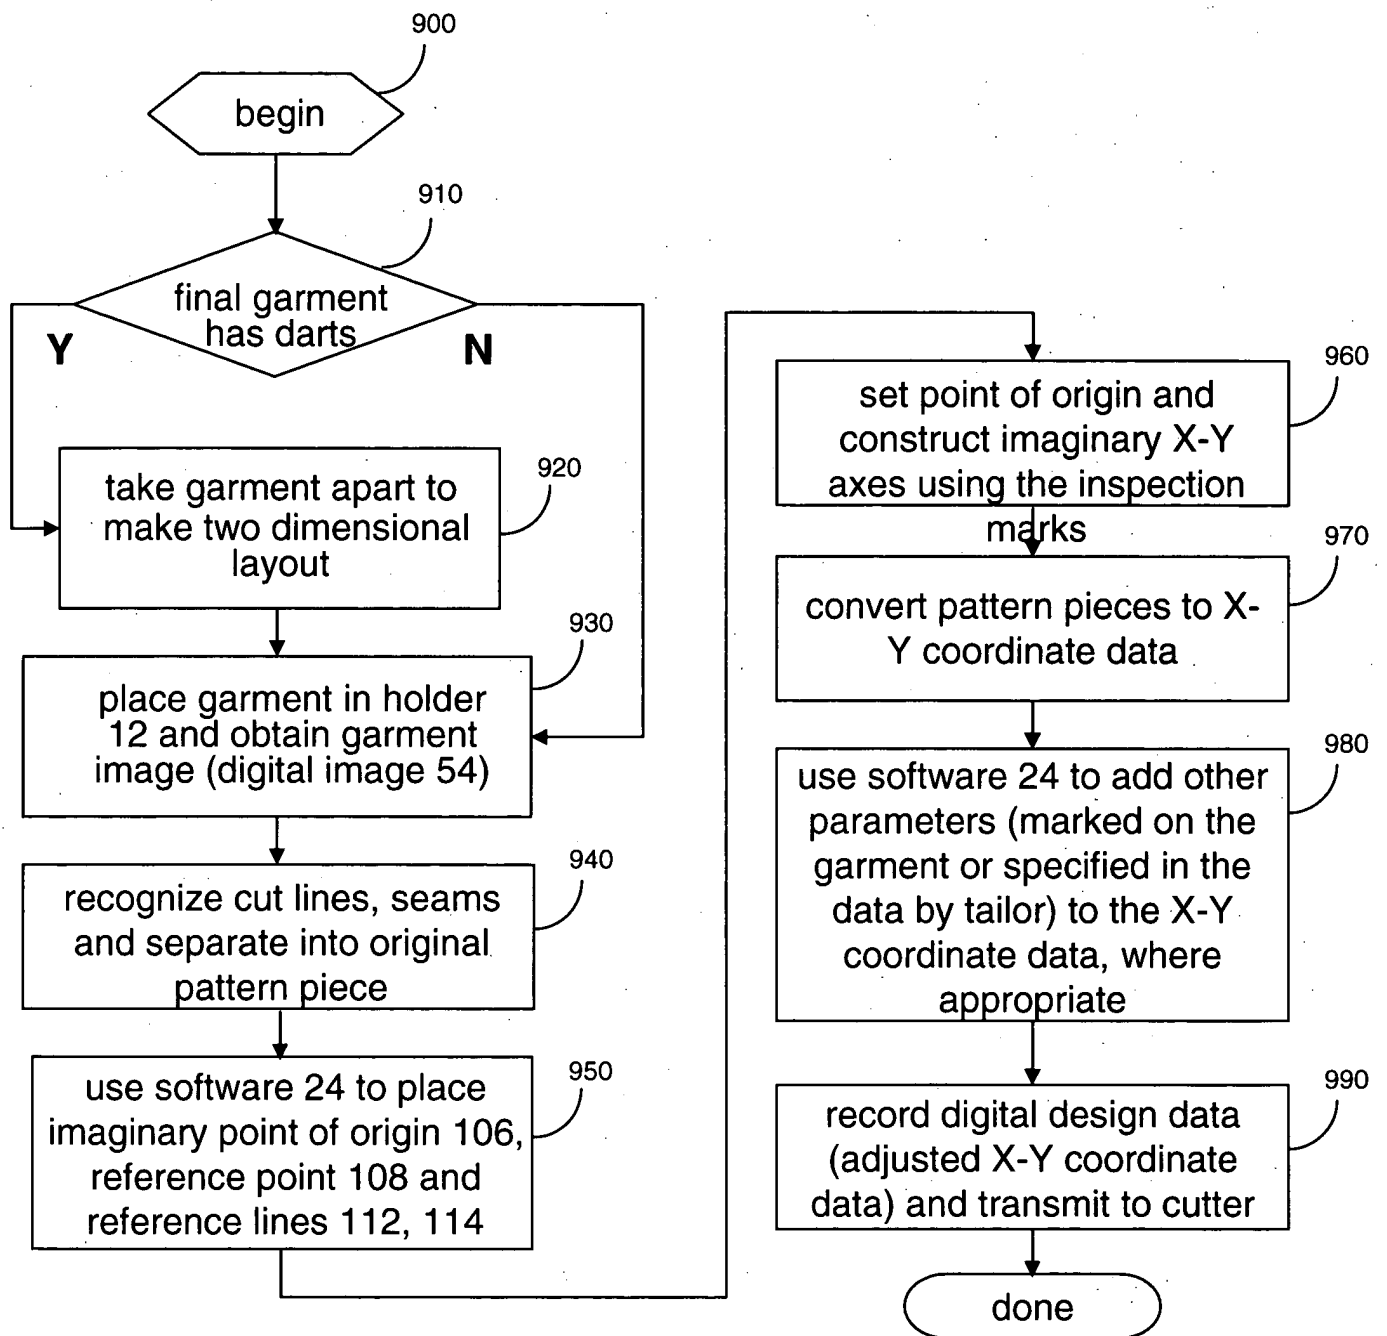 900
begin
910
final garment
has darts
Y
N
920
take garment apart to
make two dimensional
layout
930
place garment in holder
12 and obtain garment
image (digital image 54)
940
recognize cut lines, seams
and separate into original
pattern piece
950
use software 24 to place
imaginary point of origin 106,
reference point 108 and
reference lines 112, 114
960
set point of origin and
construct imaginary X-Y
axes using the inspection
marks
970
convert pattern pieces to X-
Y coordinate data
980
use software 24 to add other
parameters (marked on the
garment or specified in the
data by tailor) to the X-Y
coordinate data, where
appropriate
990
record digital design data
(adjusted X-Y coordinate
data) and transmit to cutter
done